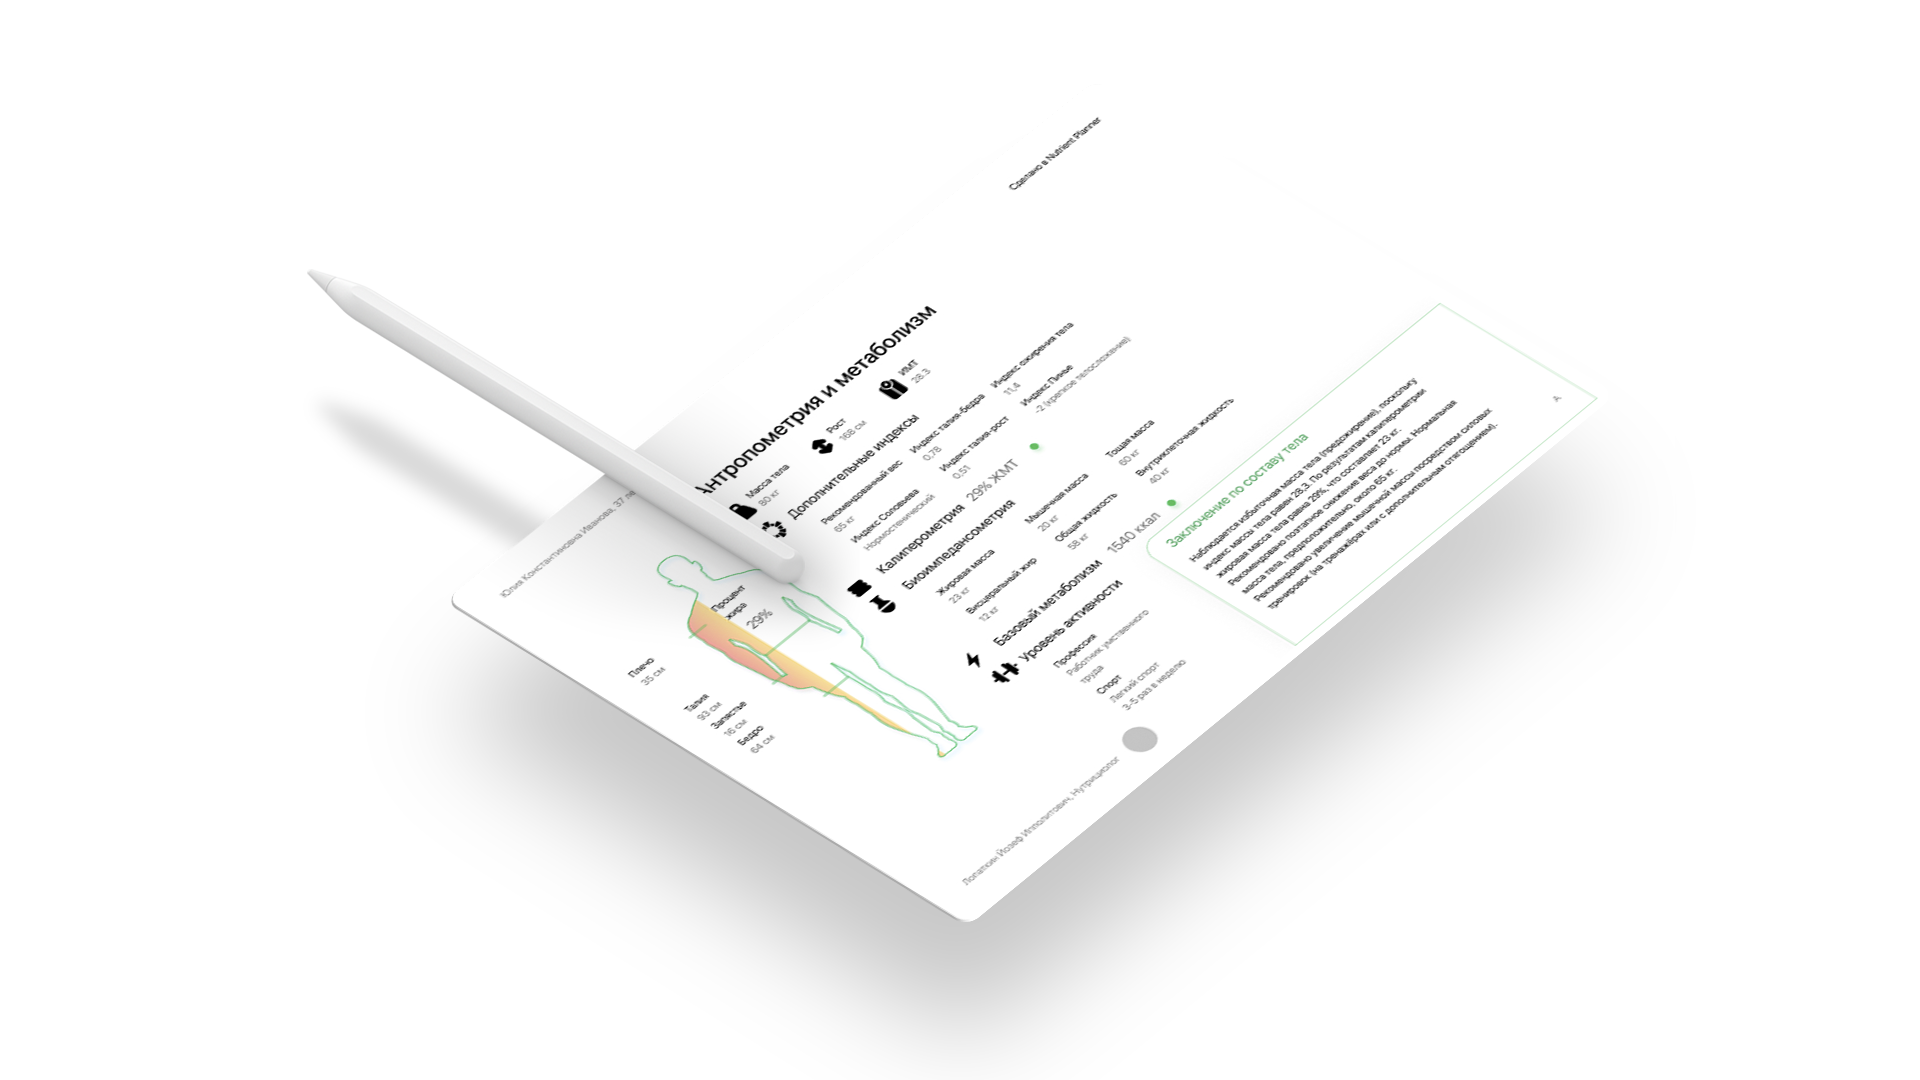 Сделано в Nutrient Planner
Юлия Константиновна Иванова, 37
Антропометрия и метаболизм
Масса тела
80 кг
Рост
168 см
ИМТ
28.3
Дополнительные индексы
Рекомендованный вес
65 кг
Индекс талия-бедра
0,78
Индекс ожирения тела
11,4
Индекс Соловьева
Нормостенический
Индекс талия-рост
0,51
Индекс Пинье
-2 (крепкое телосложение)
Калиперометрия 29% ЖМТ
Биоимпедансометрия
Жировая масса
23 кг
Мышечная масса
20 кг
Тощая масса
60 кг
Висцеральный жир
12 кг
Общая жидкость
58 кг
Внутриклеточная жидкость
40 кг
Базовый метаболизм 1540 ккал
Уровень активности
Профессия
Работник умственного
труда
Спорт
Легкий спорт
3-5 раз в неделю
Процент
жира
29%
Плечо
35 см
Талия
93 см
Запястье
16 см
Бедро
64 см
Заключение по составу тела
Наблюдается избыточная масса тела (предожирение), поскольку
индекс массы тела равен 28,3. По результатам калиперометрии
жировая масса тела равна 29%, что составляет 23 кг.
Рекомендовано поэтапное снижение веса до нормы. Нормальная
масса тела, предположительно, около 65 кг.
Рекомендовано увеличение мышечной массы посредством силовых
тренировок (на тренажёрах или с дополнительным отягощением).
Лопаткин Йозеф Ипполитович, Нутрициолог